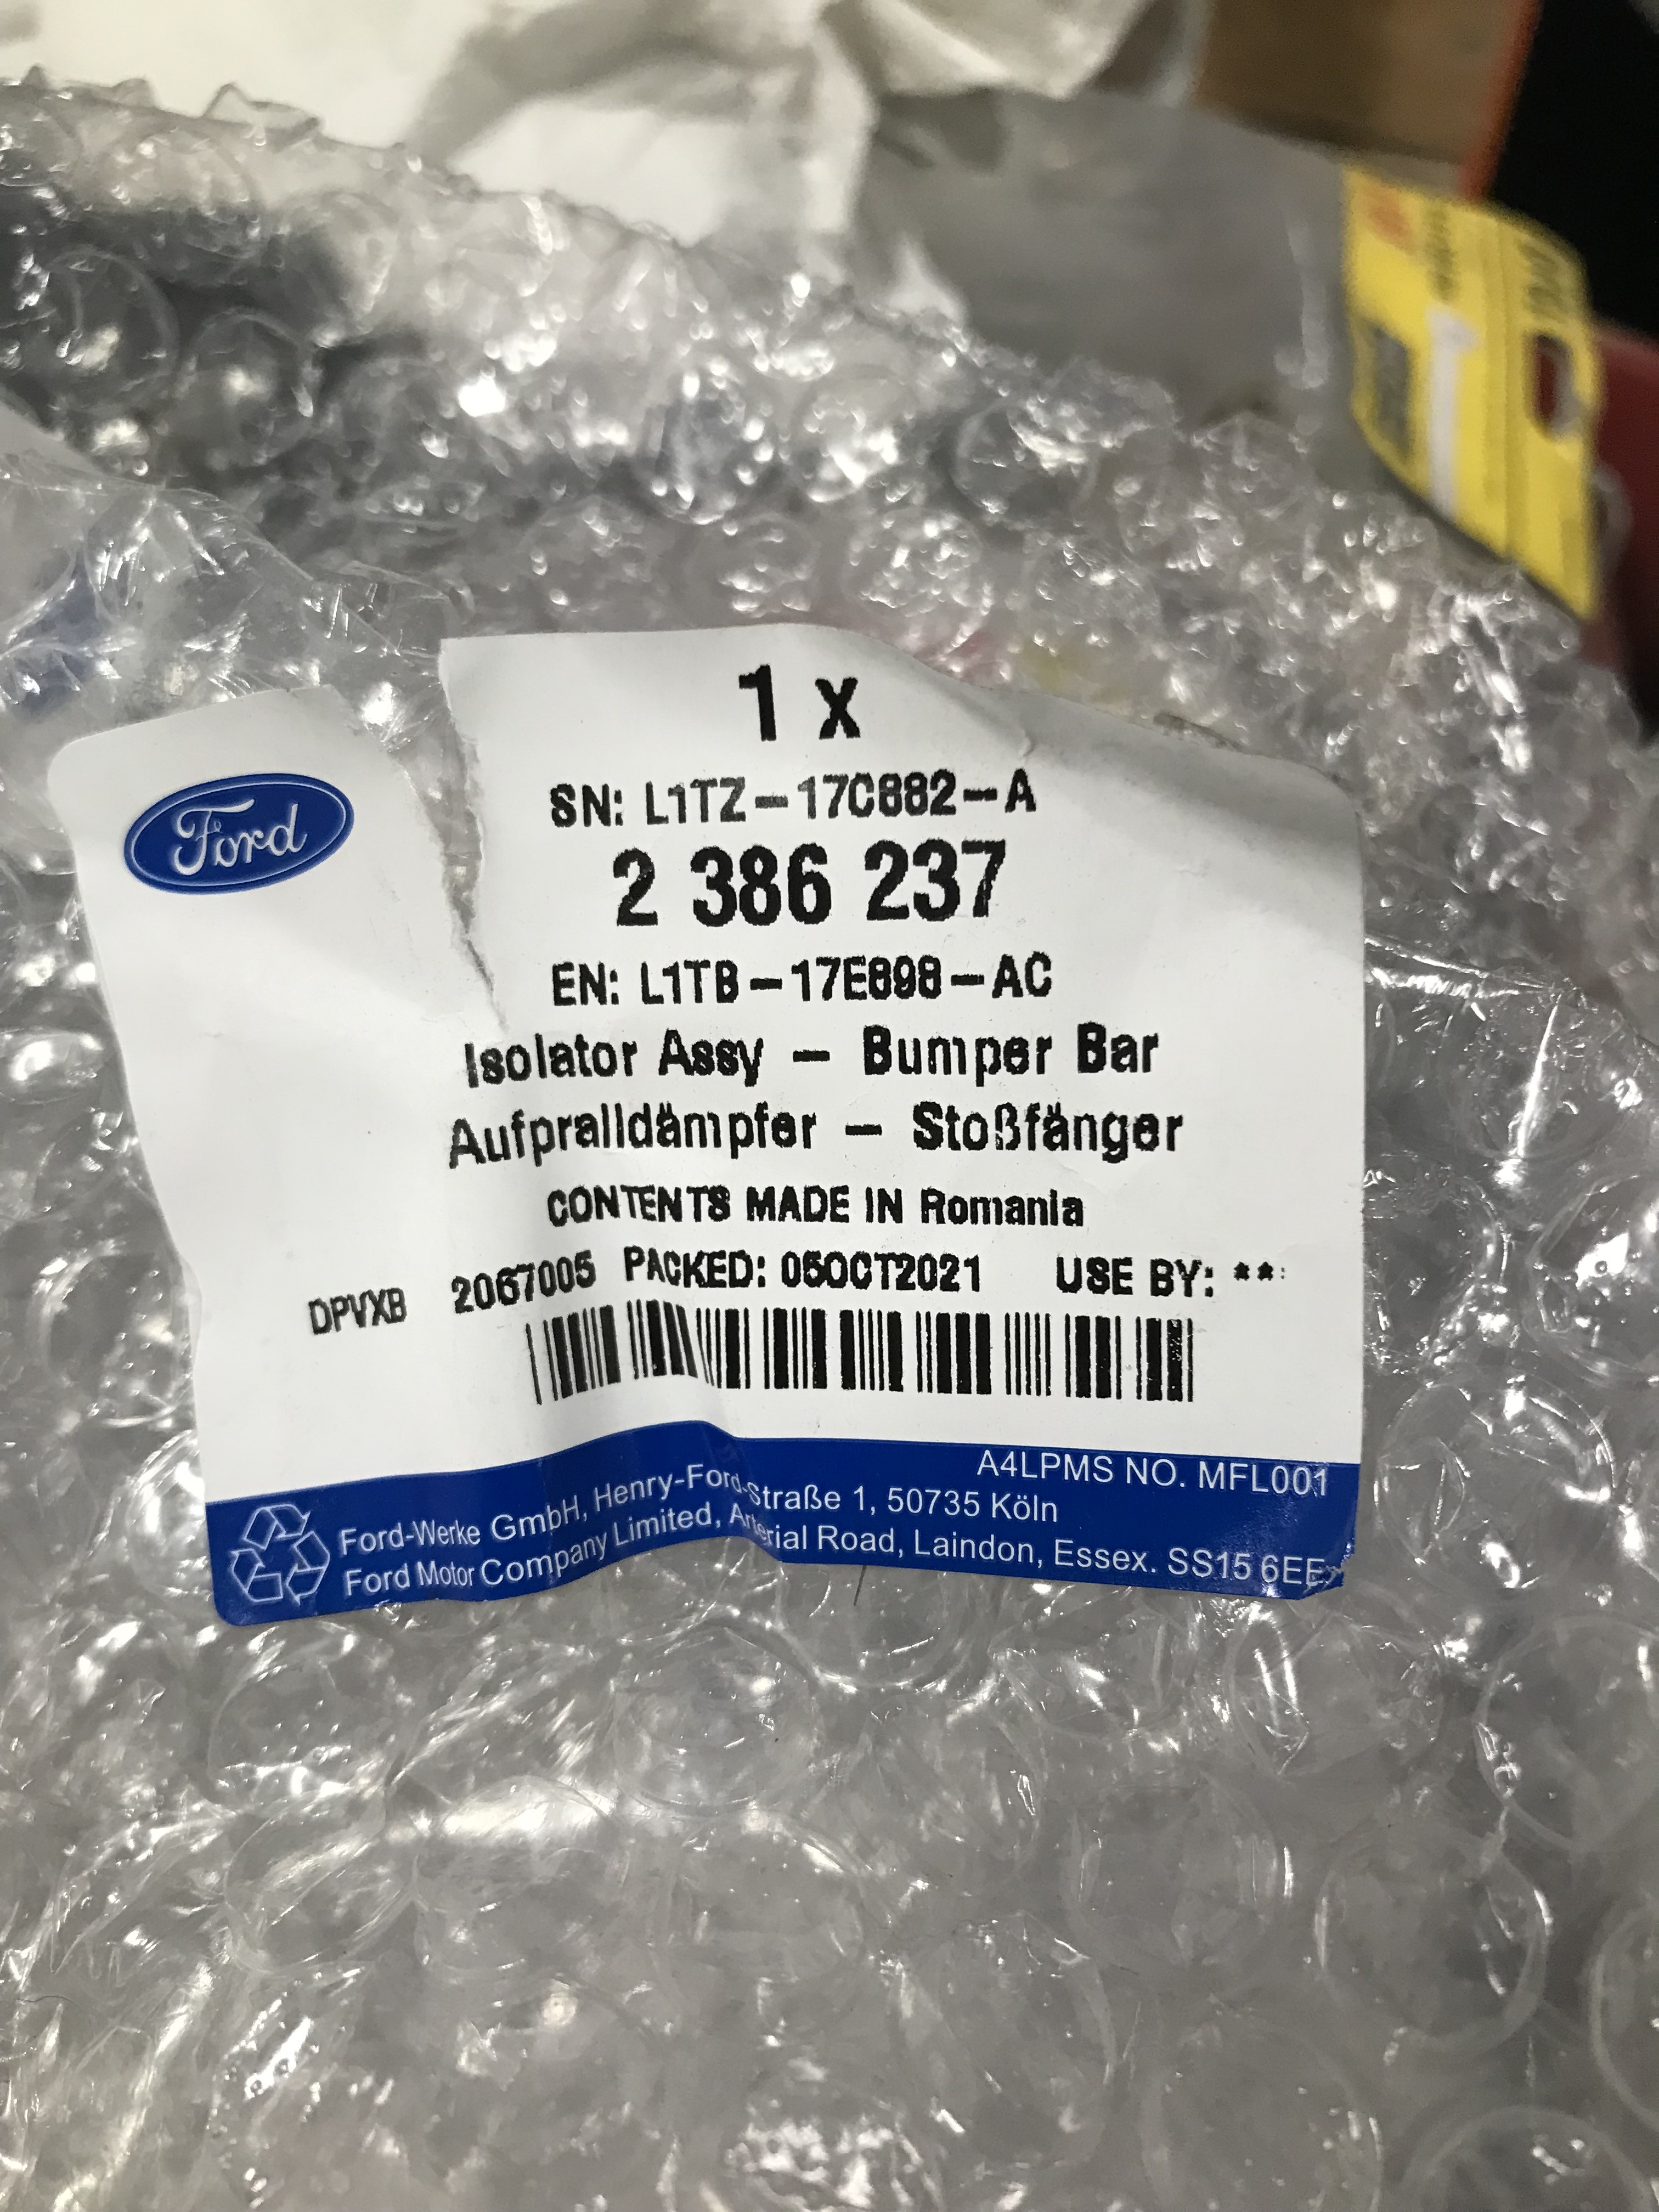 Ford
1 x
SN: L1TZ-17C882-A
2 386 237
EN: L1TB-17E898-AC
Isolator Assy - Bumper Bar
Aufpralldämpfer - Stoßfänger
CONTENTS MADE IN Romania
DPVXB 2067005 PACKED: 05OCT2021 USE BY: **
A4LPMS NO. MFL001
Ford-Werke GmbH, Henry-Ford-Straße 1, 50735 Köln
Ford Motor Company Limited, Arterial Road, Laindon, Essex. SS15 6EE